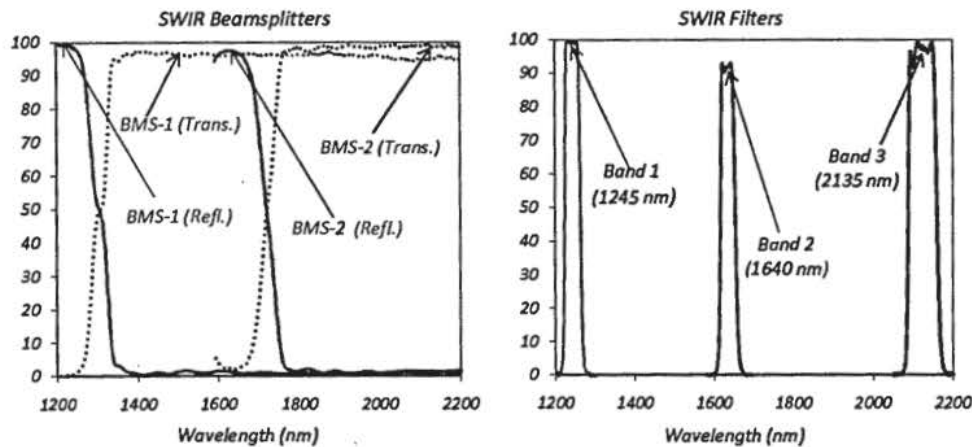 SWIR Beamsplitters
100
90
80
70
60
50
40
30
20
10
0
BMS-1 (Trans.)
BMS-2 (Trans.)
BMS-1 (Refl.)
BMS-2 (Refl.)
1200 1400 1600 1800 2000 2200
Wavelength (nm)
SWIR Filters
100
90
80
70
60
50
40
30
20
10
0
Band 1
(1245 nm)
Band 2
(1640 nm)
Band 3
(2135 nm)
1200 1400 1600 1800 2000 2200
Wavelength (nm)